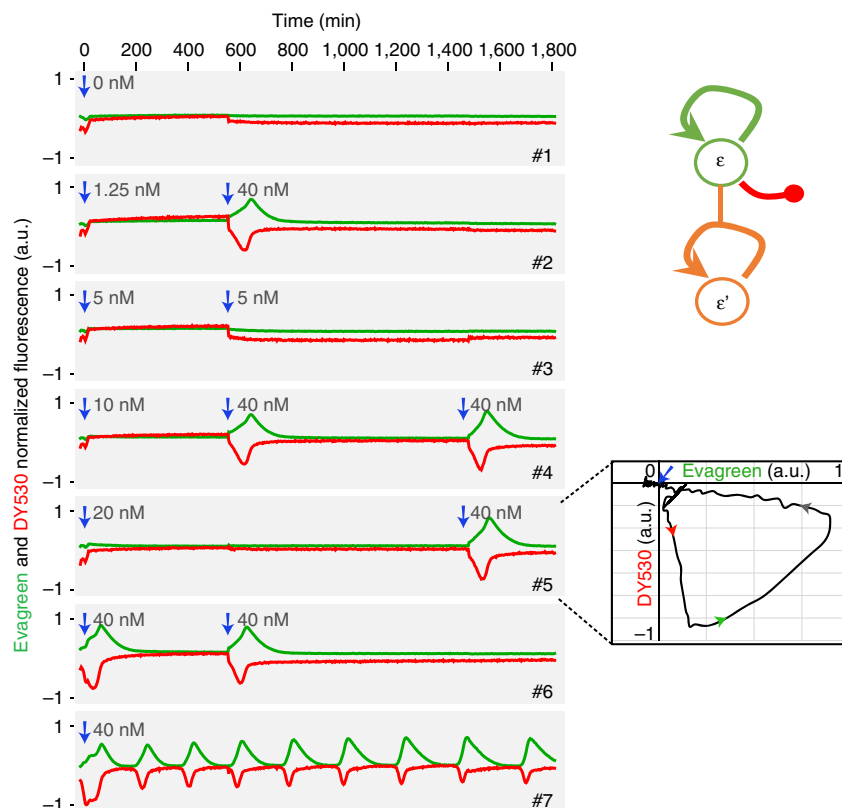 Time (min)
0 200 400 600 800 1,000 1,200 1,400 1,600 1,800
Evagreen and DY530 normalized fluorescence (a.u.)
1
0 nM
–1
#1
1
1.25 nM 40 nM
–1
#2
1
5 nM 5 nM
–1
#3
1
10 nM 40 nM 40 nM
–1
#4
1
20 nM 40 nM
–1
#5
1
40 nM 40 nM
–1
#6
1
40 nM
–1
#7
ε
ε'
0 Evagreen (a.u.) 1
DY530 (a.u.)
–1